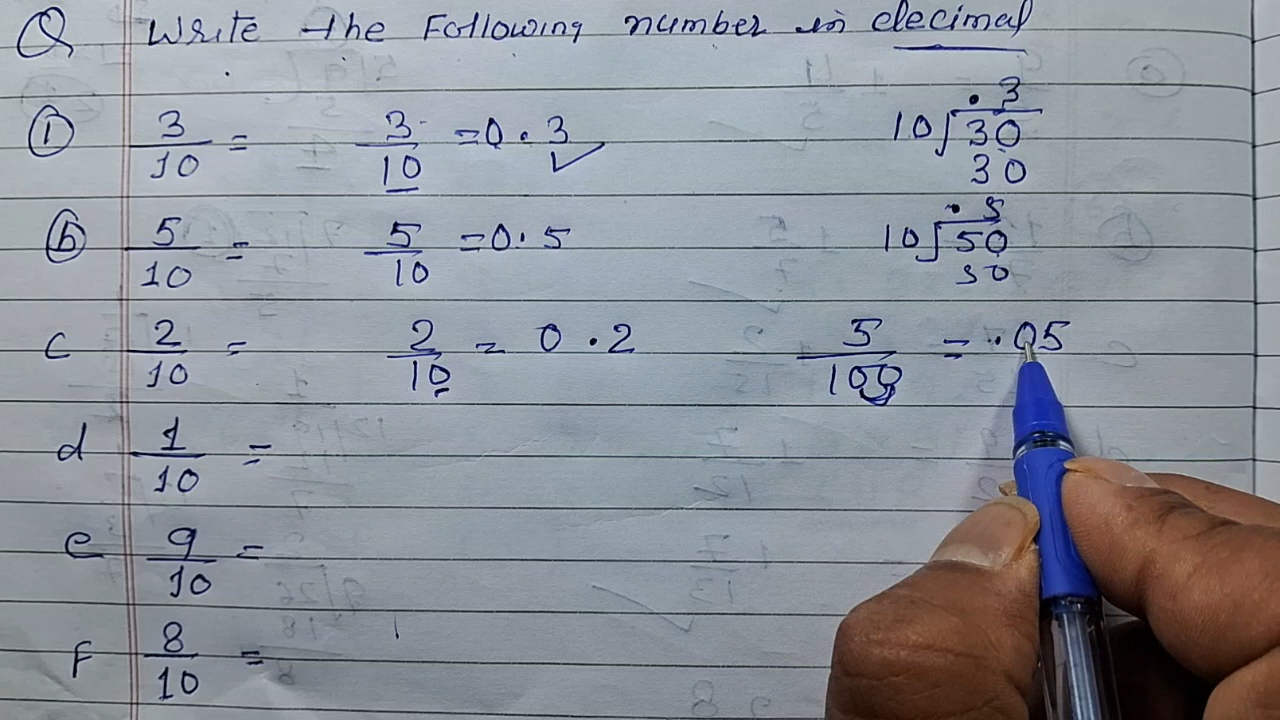 Q Write the Following number in decimal
① 3/10 = 3/10 = 0.3 ✓ 10)30 .3
30
ⓑ 5/10 = 5/10 = 0.5 10)50 .5
50
c 2/10 = 2/10 = 0.2 5/100 = .05
d 1/10 =
e 9/10 =
F 8/10 =